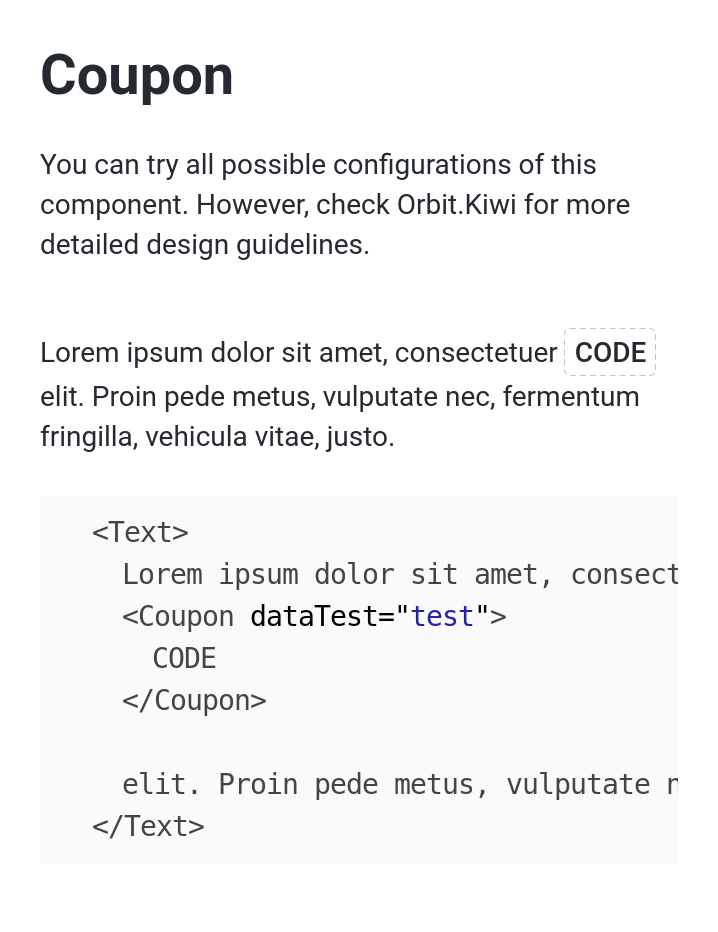 Coupon
You can try all possible configurations of this
component. However, check Orbit.Kiwi for more
detailed design guidelines.
Lorem ipsum dolor sit amet, consectetuer CODE
elit. Proin pede metus, vulputate nec, fermentum
fringilla, vehicula vitae, justo.
<Text>
Lorem ipsum dolor sit amet, consect
<Coupon dataTest="test">
CODE
</Coupon>
elit. Proin pede metus, vulputate n
</Text>